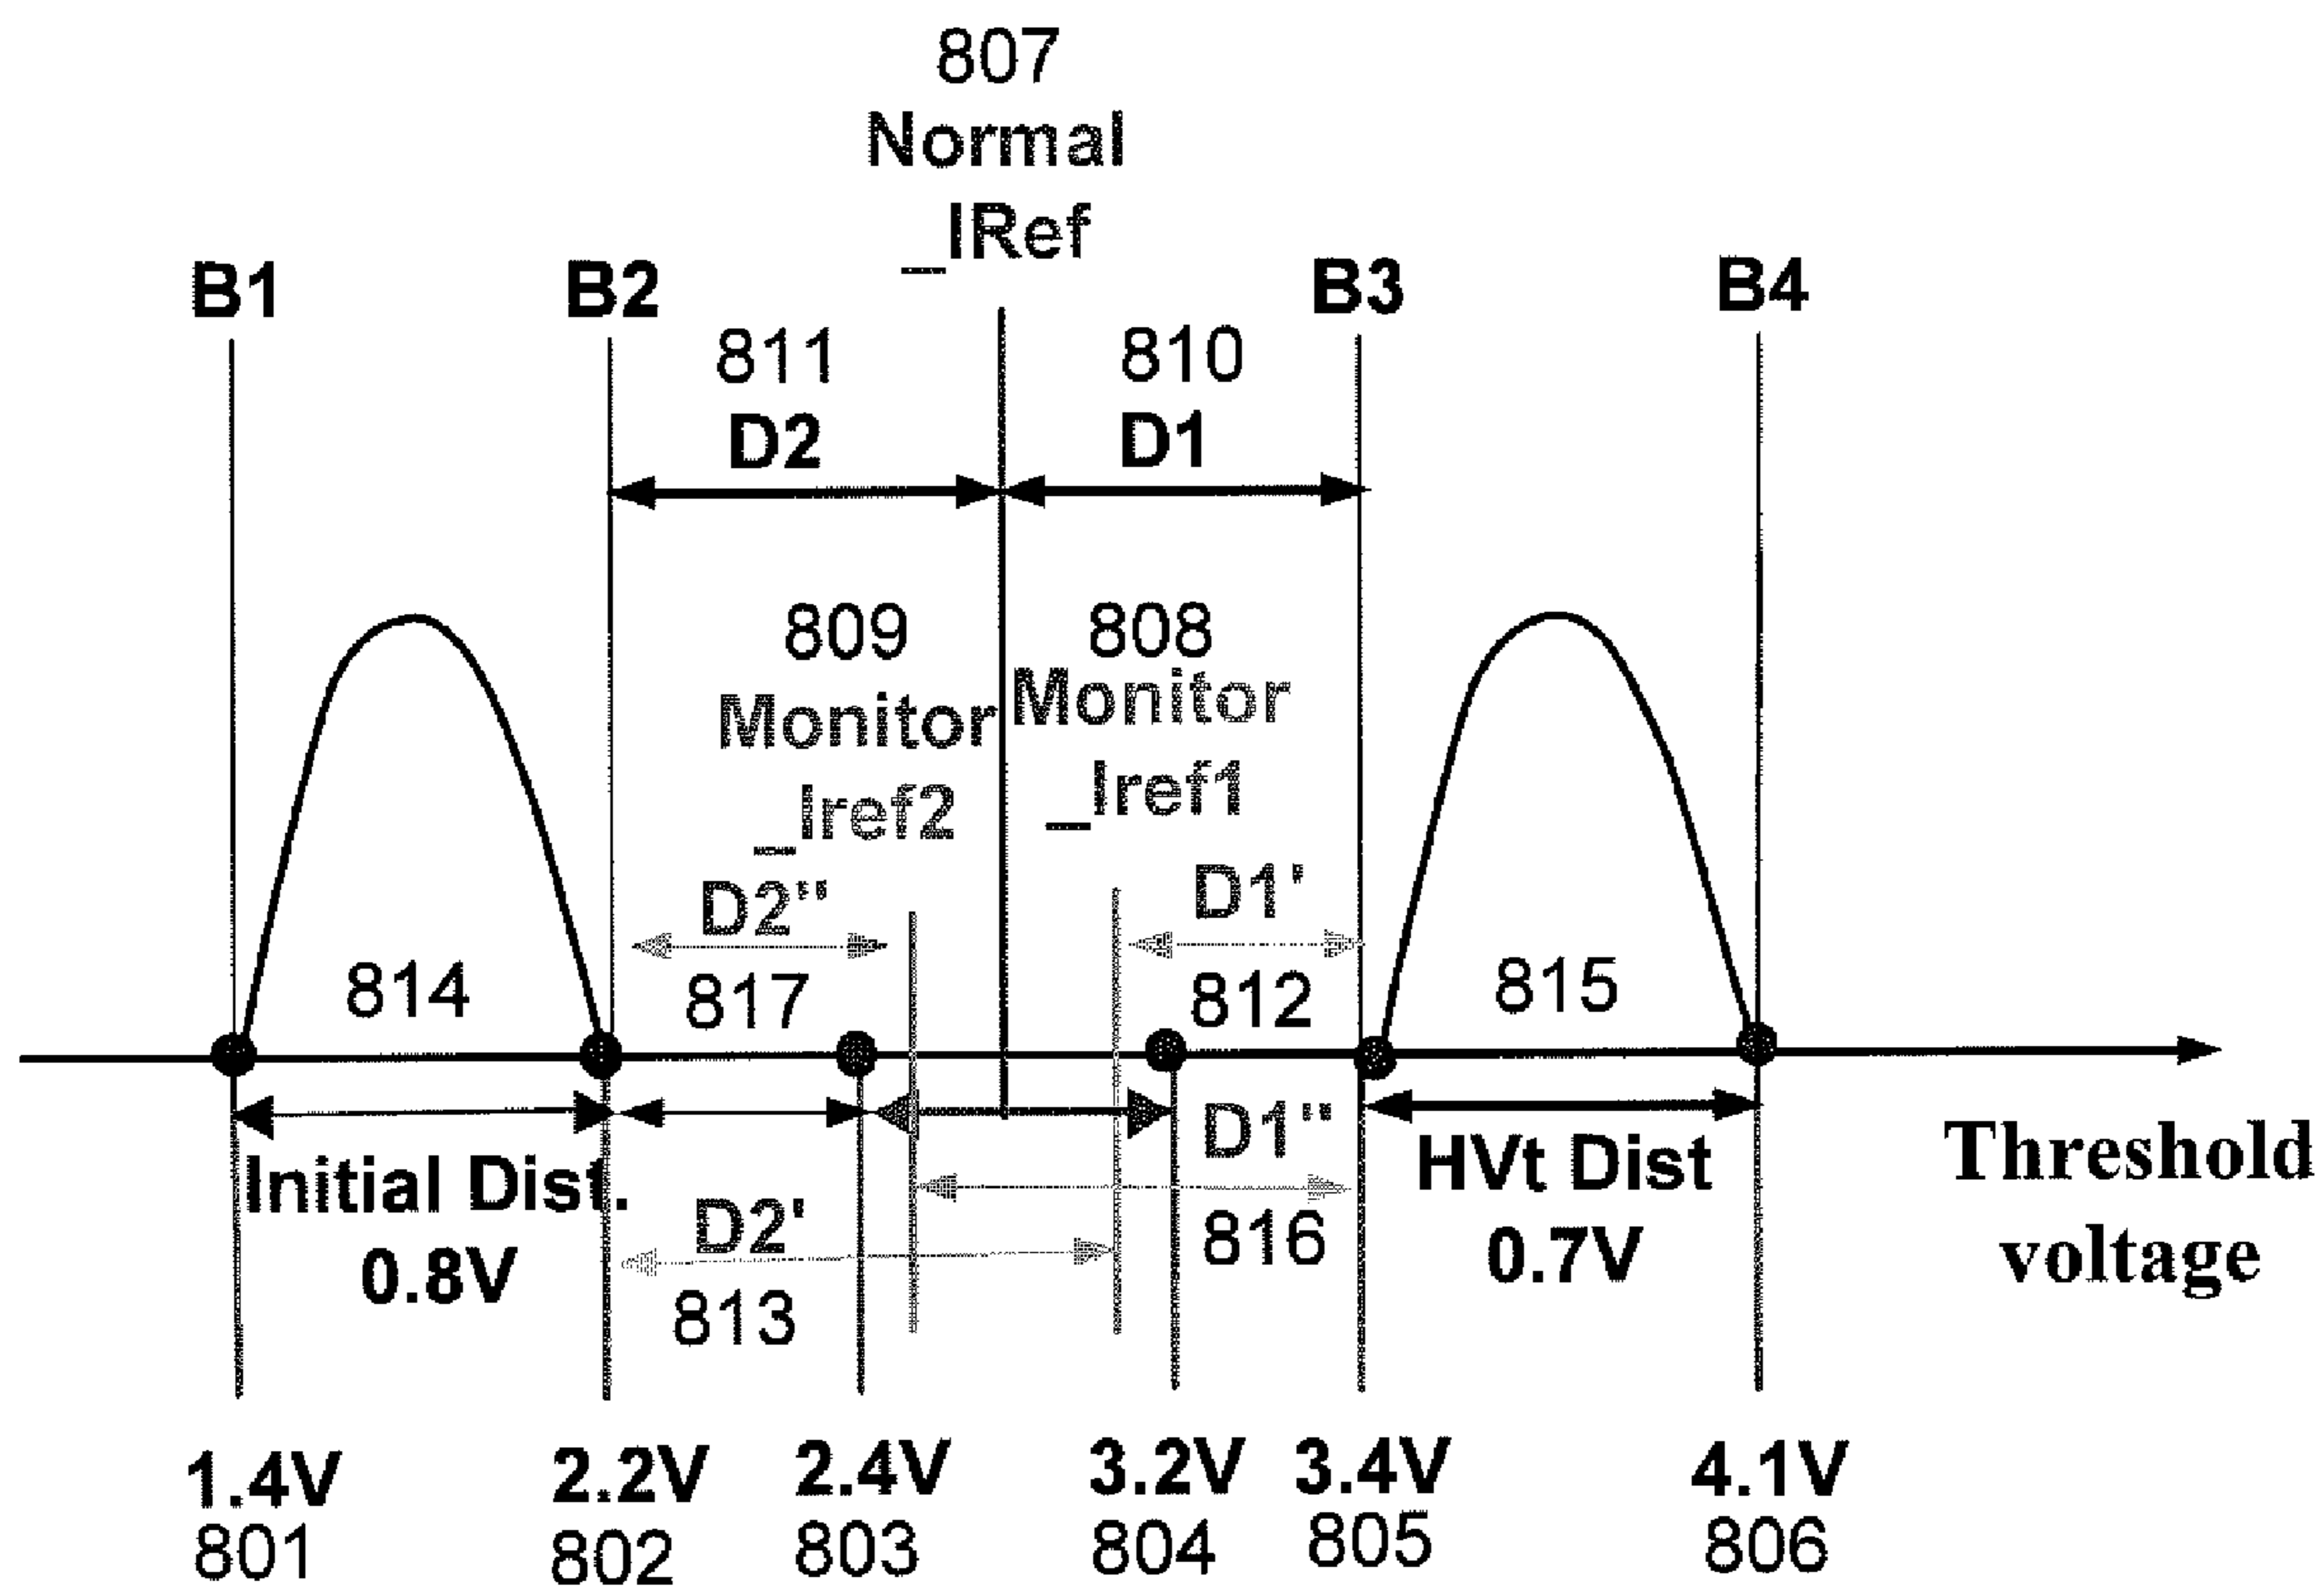 807
Normal
_IRef
B1
B2
B3
B4
811
810
D2
D1
809
808
Monitor
Monitor
_Iref2
_Iref1
D2"
D1'
814
817
812
815
Initial Dist.
0.8V
D2'
813
D1"
816
HVt Dist
0.7V
Threshold
voltage
1.4V
2.2V
2.4V
3.2V
3.4V
4.1V
801
802
803
804
805
806